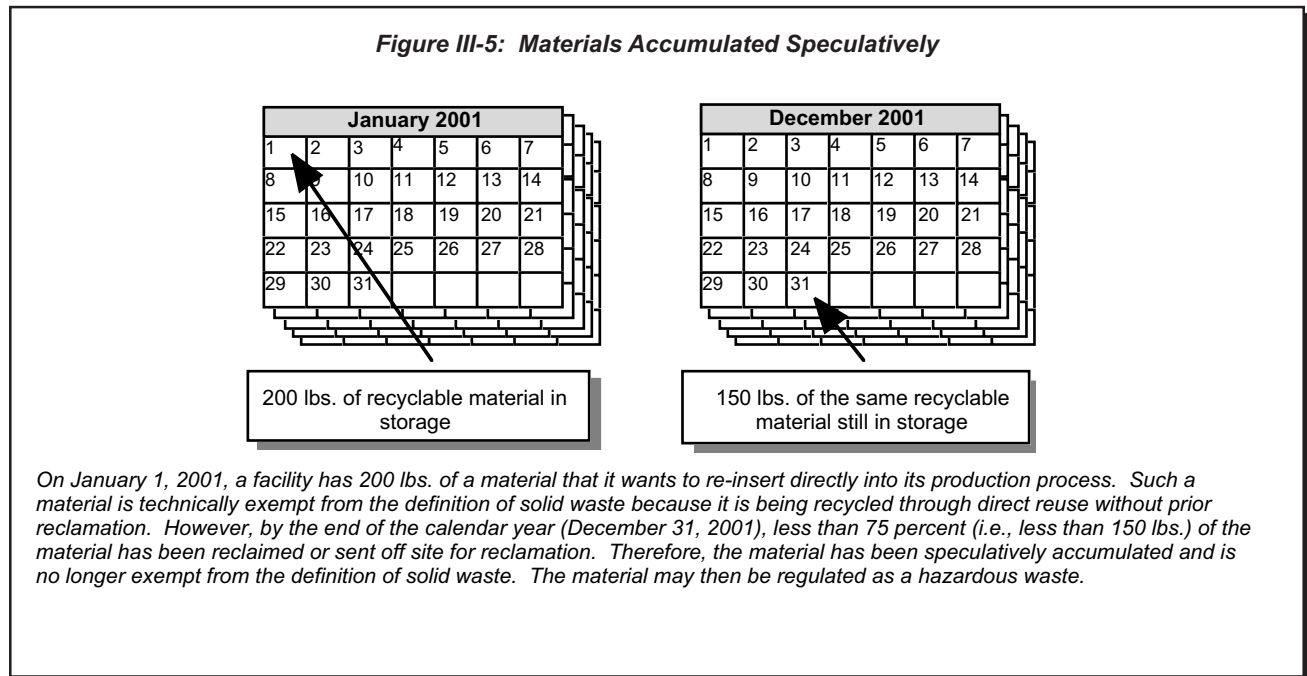 Figure III-5: Materials Accumulated Speculatively
January 2001
1 2 3 4 5 6 7
8 9 10 11 12 13 14
15 16 17 18 19 20 21
22 23 24 25 26 27 28
29 30 31
200 lbs. of recyclable material in
storage
December 2001
1 2 3 4 5 6 7
8 9 10 11 12 13 14
15 16 17 18 19 20 21
22 23 24 25 26 27 28
29 30 31
150 lbs. of the same recyclable
material still in storage
On January 1, 2001, a facility has 200 lbs. of a material that it wants to re-insert directly into its production process. Such a
material is technically exempt from the definition of solid waste because it is being recycled through direct reuse without prior
reclamation. However, by the end of the calendar year (December 31, 2001), less than 75 percent (i.e., less than 150 lbs.) of the
material has been reclaimed or sent off site for reclamation. Therefore, the material has been speculatively accumulated and is
no longer exempt from the definition of solid waste. The material may then be regulated as a hazardous waste.